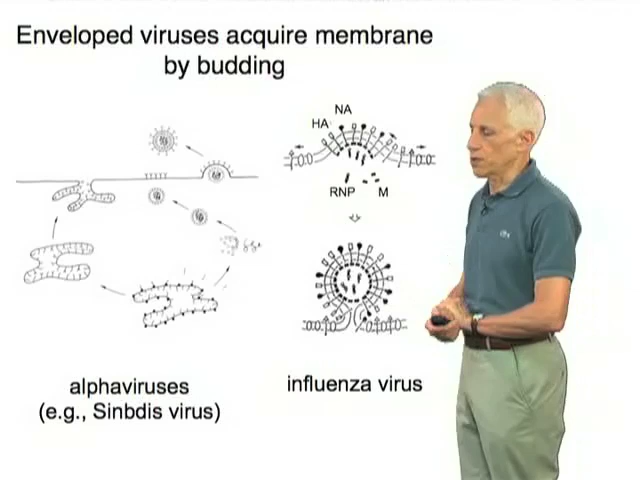 Enveloped viruses acquire membrane
by budding
NA
HA
RNP
M
alphaviruses
(e.g., Sinbdis virus)
influenza virus